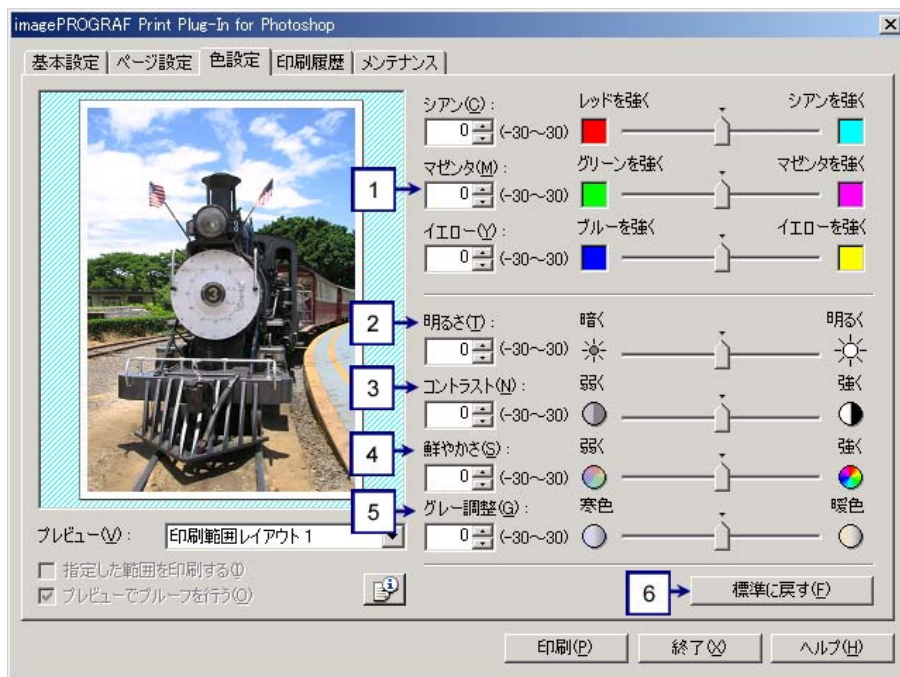 imagePROGRAF Print Plug-In for Photoshop
基本設定 ページ設定 色設定 印刷履歴 メンテナンス
シアン(C): レッドを強く シアンを強く
0 (-30～30)
1
マゼンタ(M): グリーンを強く マゼンタを強く
0 (-30～30)
イエロー(Y): ブルーを強く イエローを強く
0 (-30～30)
2
明るさ(T): 暗く 明るく
0 (-30～30)
3
コントラスト(N): 弱く 強く
0 (-30～30)
4
鮮やかさ(S): 弱く 強く
0 (-30～30)
5
グレー調整(G): 寒色 暖色
0 (-30～30)
3
プレビュー(V): 印刷範囲レイアウト 1
指定した範囲を印刷する(I)
プレビューでプルーフを行う(O)
6
標準に戻す(F)
印刷(P) 終了(X) ヘルプ(H)